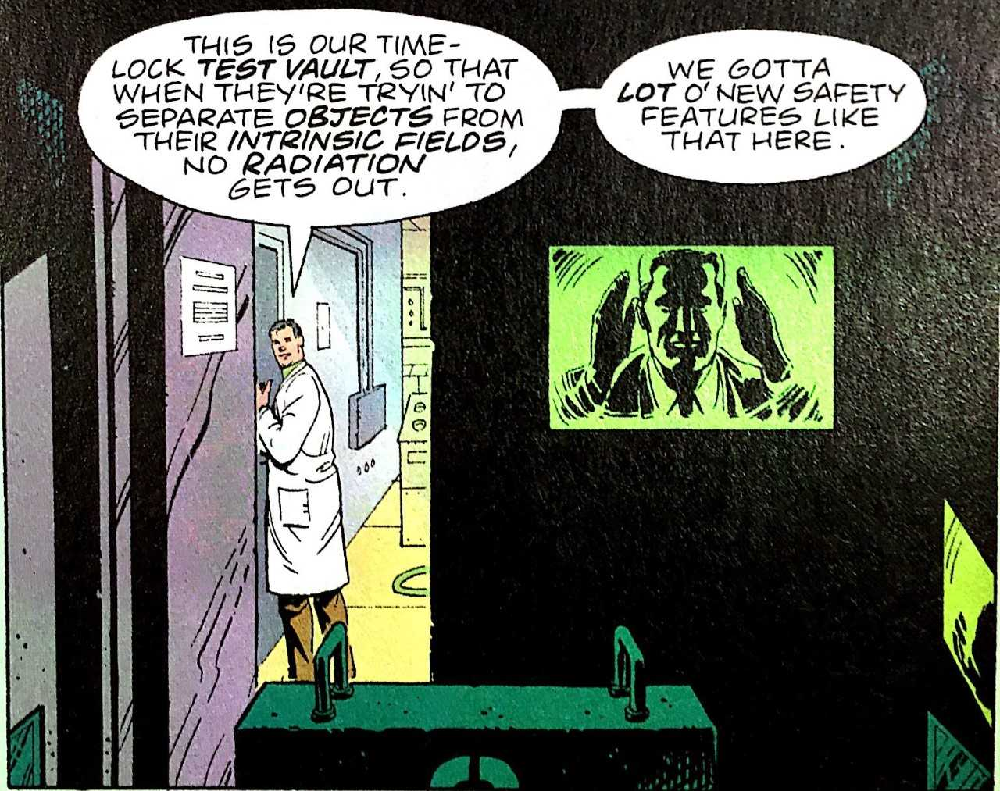 THIS IS OUR TIME-
LOCK TEST VAULT, SO THAT
WHEN THEY'RE TRYIN' TO
SEPARATE OBJECTS FROM
THEIR INTRINSIC FIELDS,
NO RADIATION
GETS OUT.
WE GOTTA
LOT O' NEW SAFETY
FEATURES LIKE
THAT HERE.